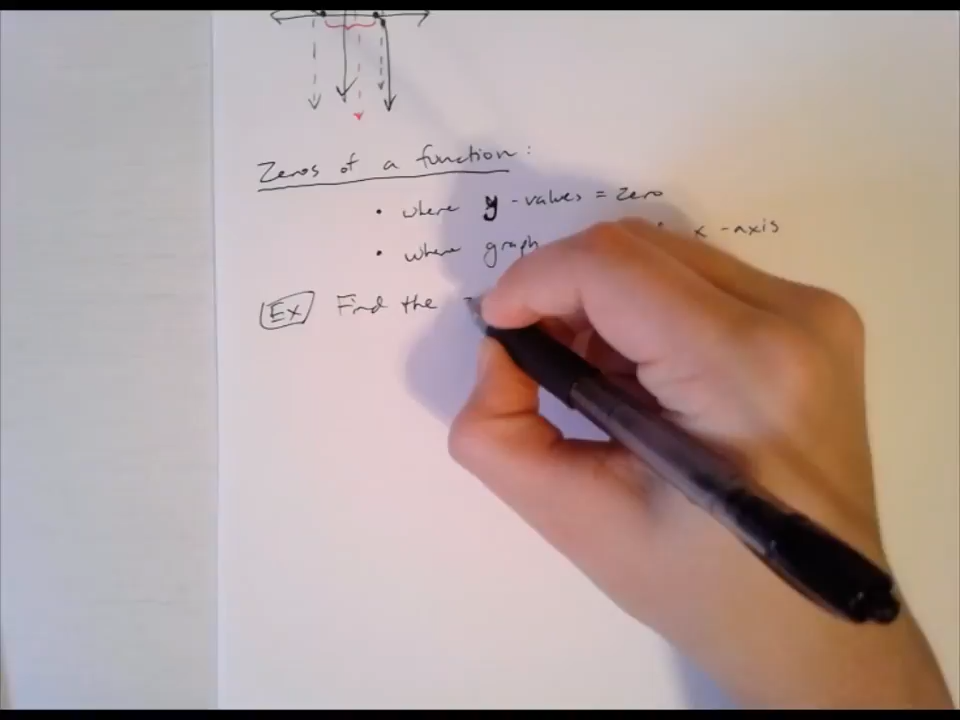 Zeros of a function:
• where y-values = zero
• where graph x-axis
Ex Find the